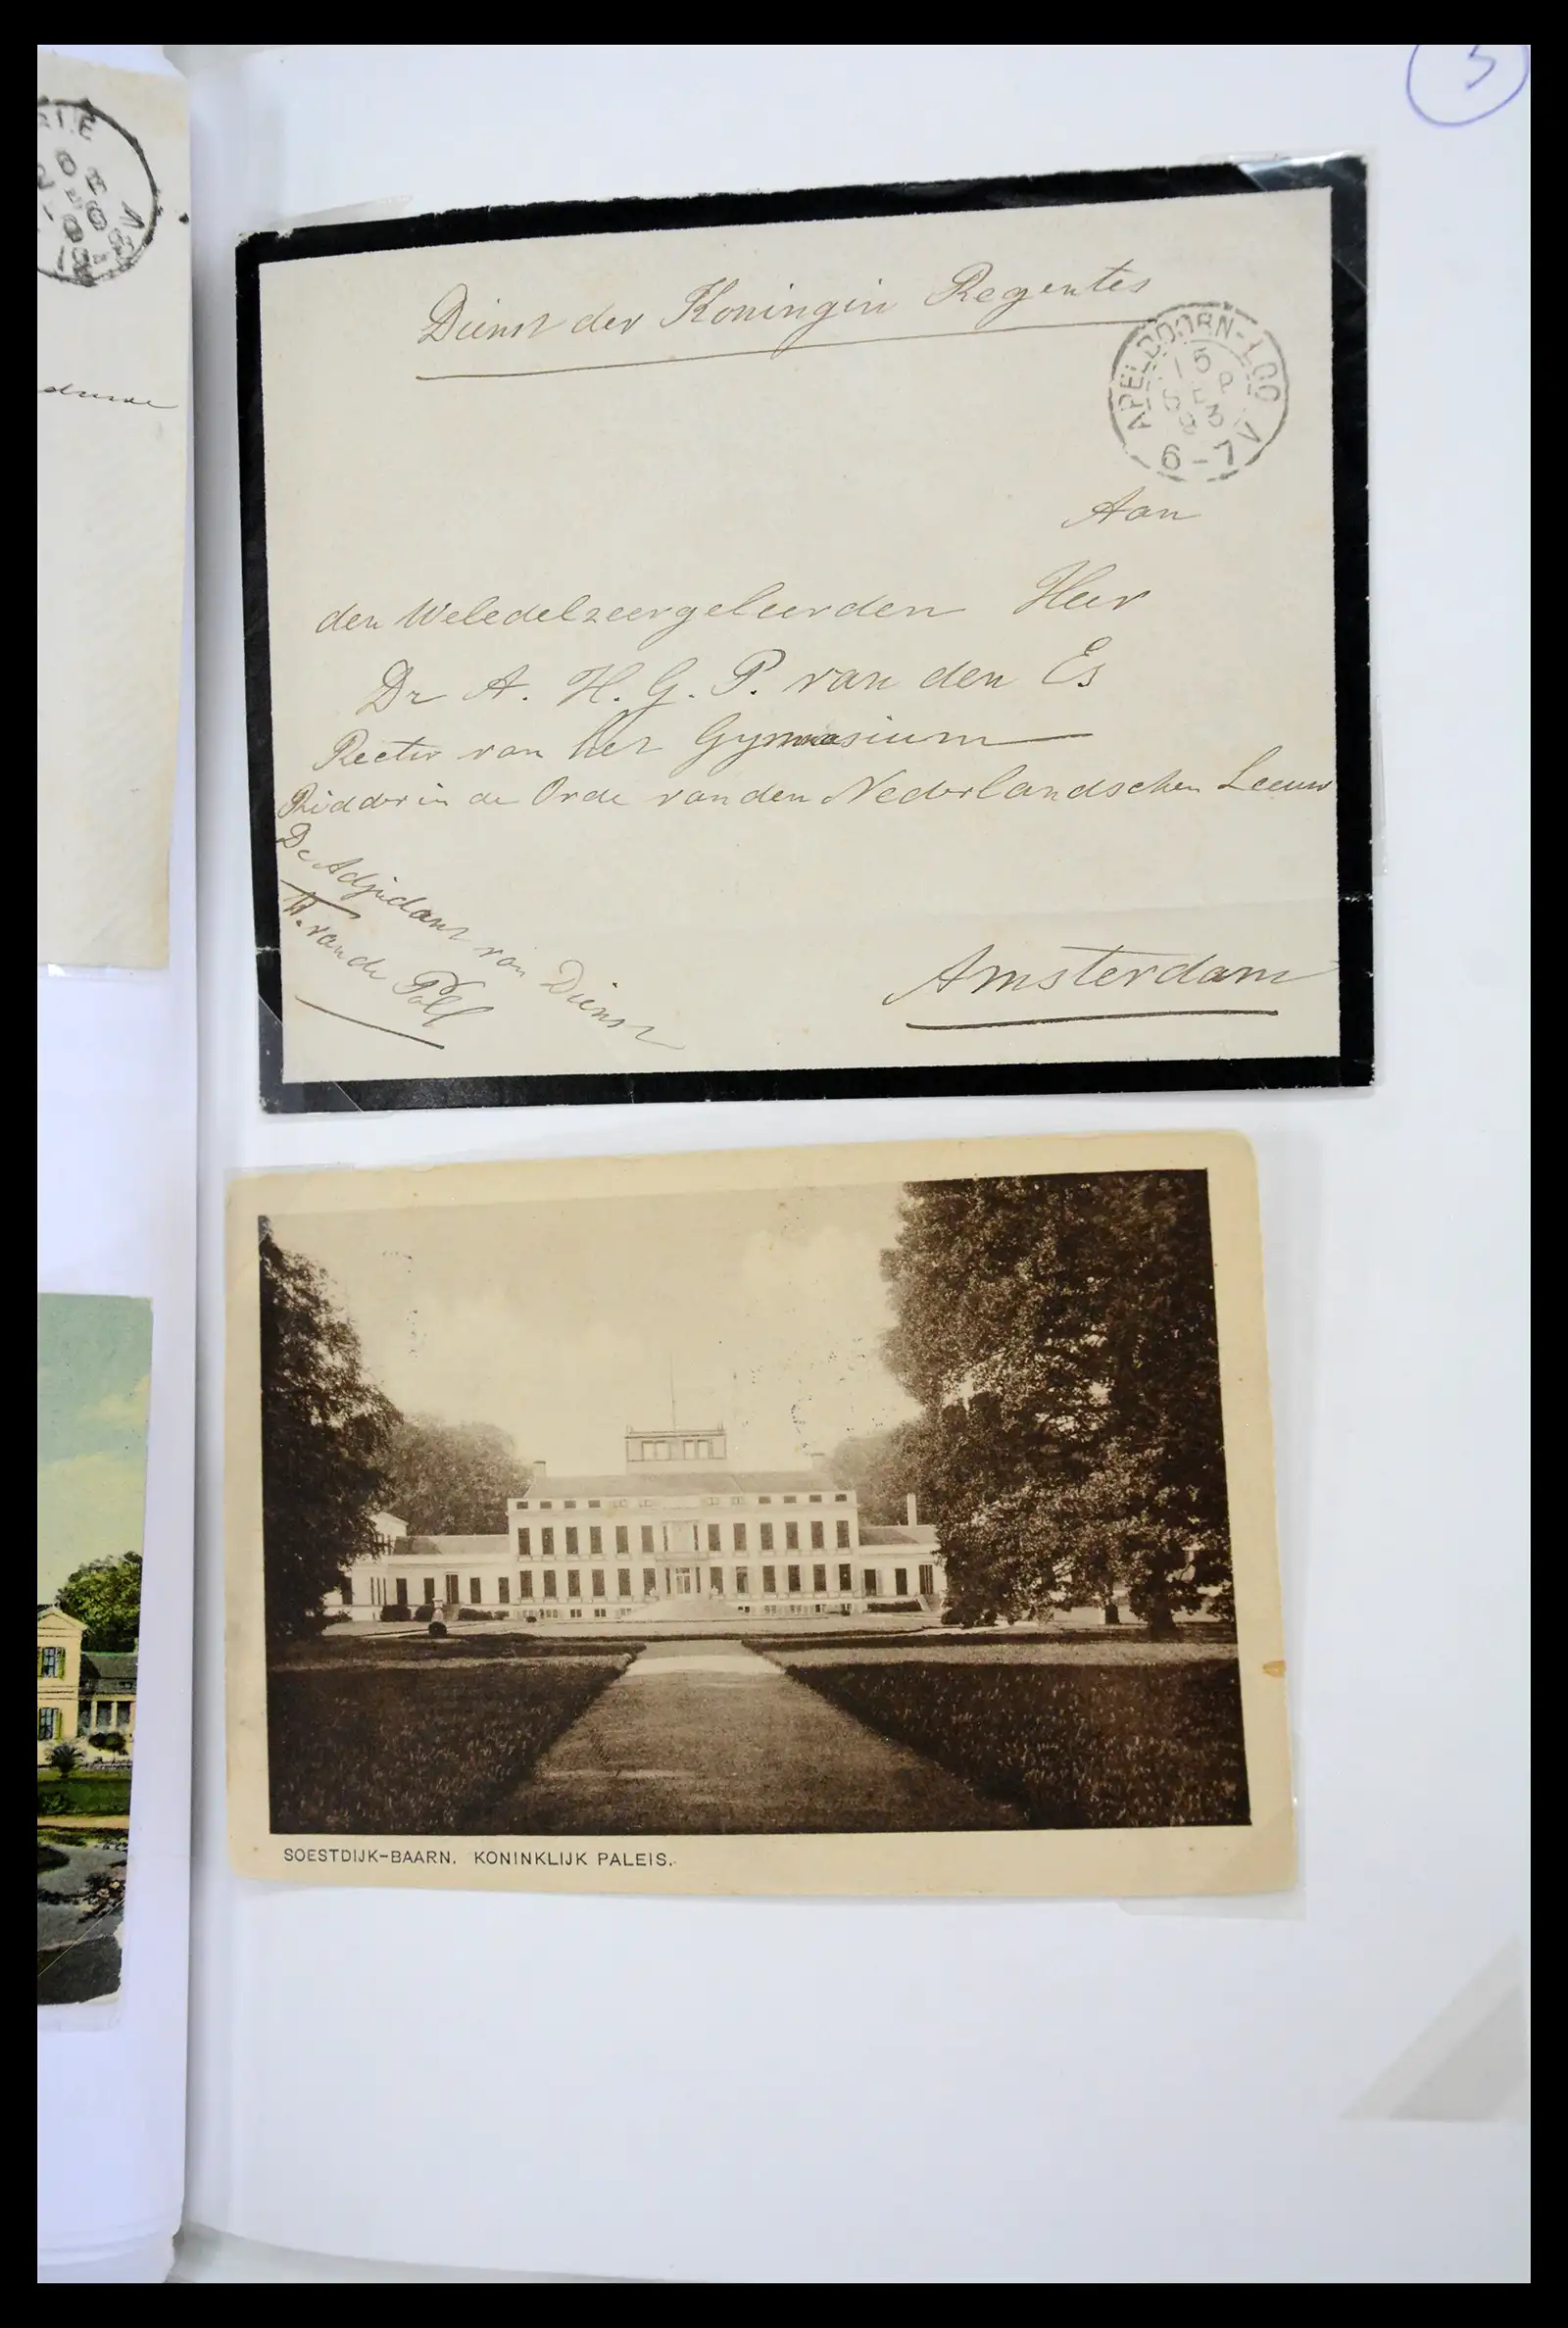 5
Dienst der Koningin Regentes
APELDOORN-LOO
15
SEP
93
6-7 V
Aan
den Weledelzeergeleerden Heer
Dr A. H. G. P. van den Es
Rector van het Gymnasium
Ridder in de Orde van den Nederlandschen Leeuw
De Adjudant van Dienst
W. van de Poll
Amsterdam
SOESTDIJK-BAARN. KONINKLIJK PALEIS.